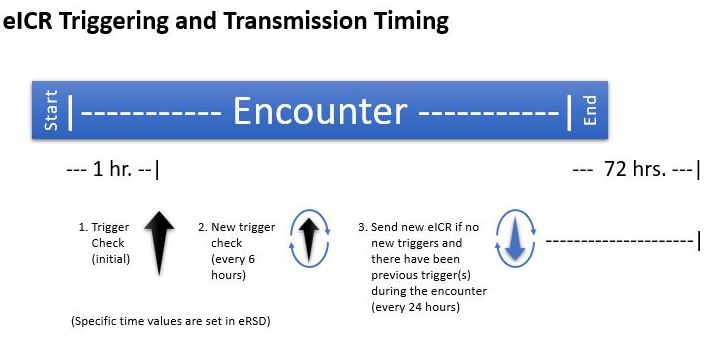 eICR Triggering and Transmission Timing
Start
|----------- Encounter -----------|
End
--- 1 hr. --|
--- 72 hrs. ---|
1. Trigger
Check
(initial)
2. New trigger
check
(every 6
hours)
3. Send new eICR if no
new triggers and
there have been
previous trigger(s)
during the encounter
(every 24 hours)
(Specific time values are set in eRSD)